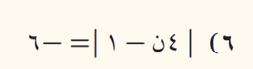 ٦) | ٤ن − ١ |= −٦